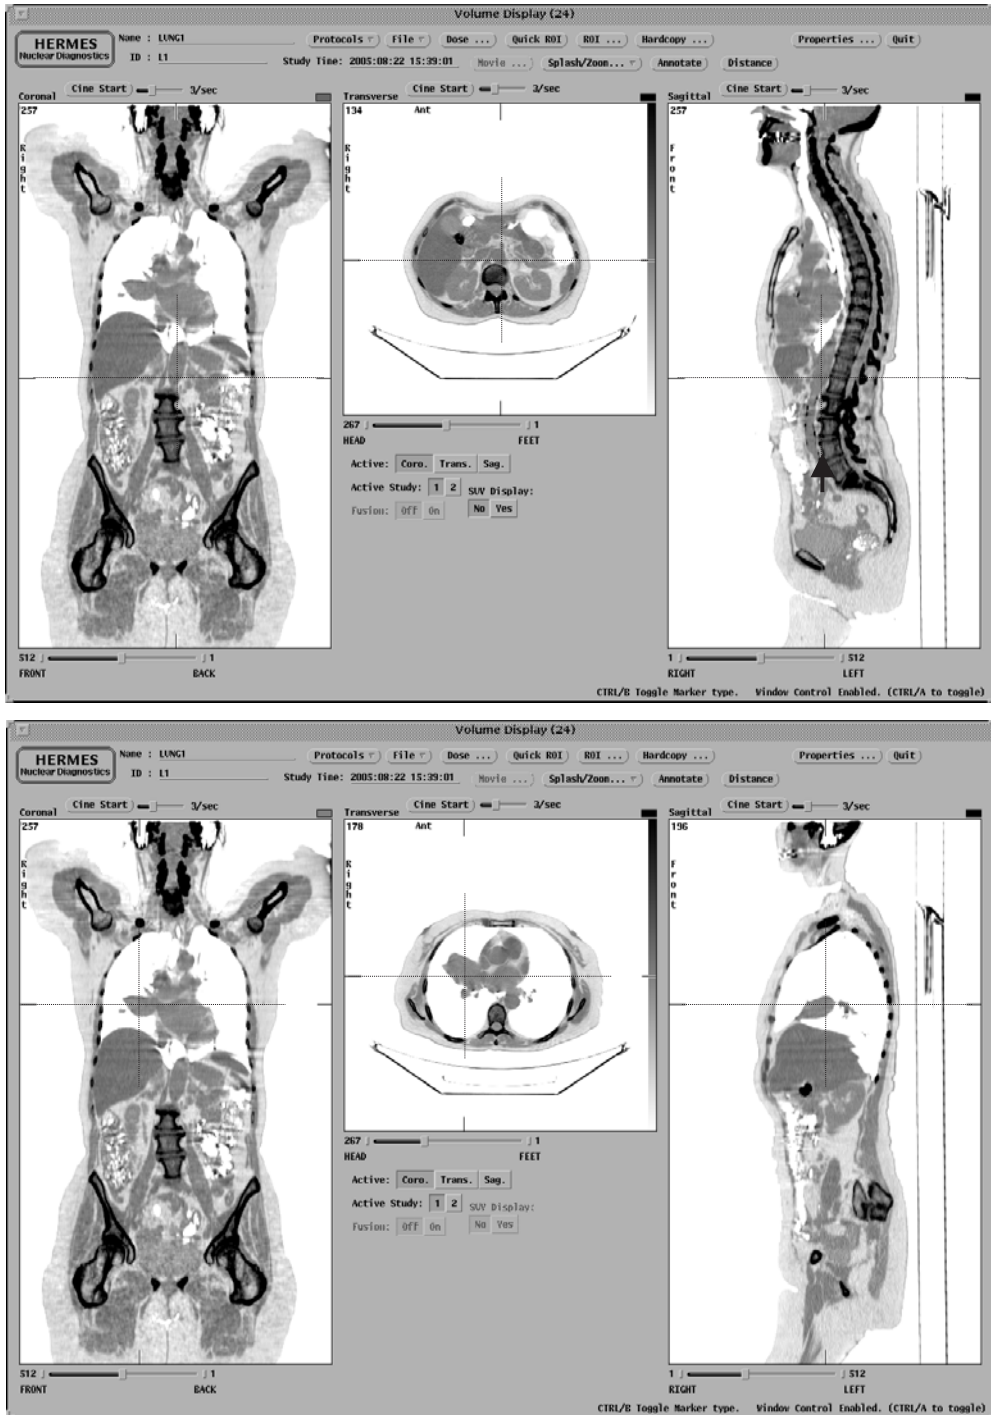 Volume Display (24)
HERMES
Nuclear Diagnostics
Name : LUNG1
ID : L1
Protocols File Dose ... Quick ROI ROI ... Hardcopy ... Properties ... Quit
Study Time: 2005:08:22 15:39:01 Movie ... Splash/Zoom... Annotate Distance
Coronal Cine Start 3/sec Transverse Cine Start 3/sec Sagittal Cine Start 3/sec
257 134 Ant 257
Right Right Front
267 1
HEAD FEET
Active: Coro. Trans. Sag.
Active Study: 1 2 SUV Display:
Fusion: Off On No Yes
512 1 1 512
FRONT BACK RIGHT LEFT
CTRL/B Toggle Marker type. Window Control Enabled. (CTRL/A to toggle)
Volume Display (24)
HERMES
Nuclear Diagnostics
Name : LUNG1
ID : L1
Protocols File Dose ... Quick ROI ROI ... Hardcopy ... Properties ... Quit
Study Time: 2005:08:22 15:39:01 Movie ... Splash/Zoom... Annotate Distance
Coronal Cine Start 3/sec Transverse Cine Start 3/sec Sagittal Cine Start 3/sec
257 178 Ant 196
Right Right Front
267 1
HEAD FEET
Active: Coro. Trans. Sag.
Active Study: 1 2 SUV Display:
Fusion: Off On No Yes
512 1 1 512
FRONT BACK RIGHT LEFT
CTRL/B Toggle Marker type. Window Control Enabled. (CTRL/A to toggle)